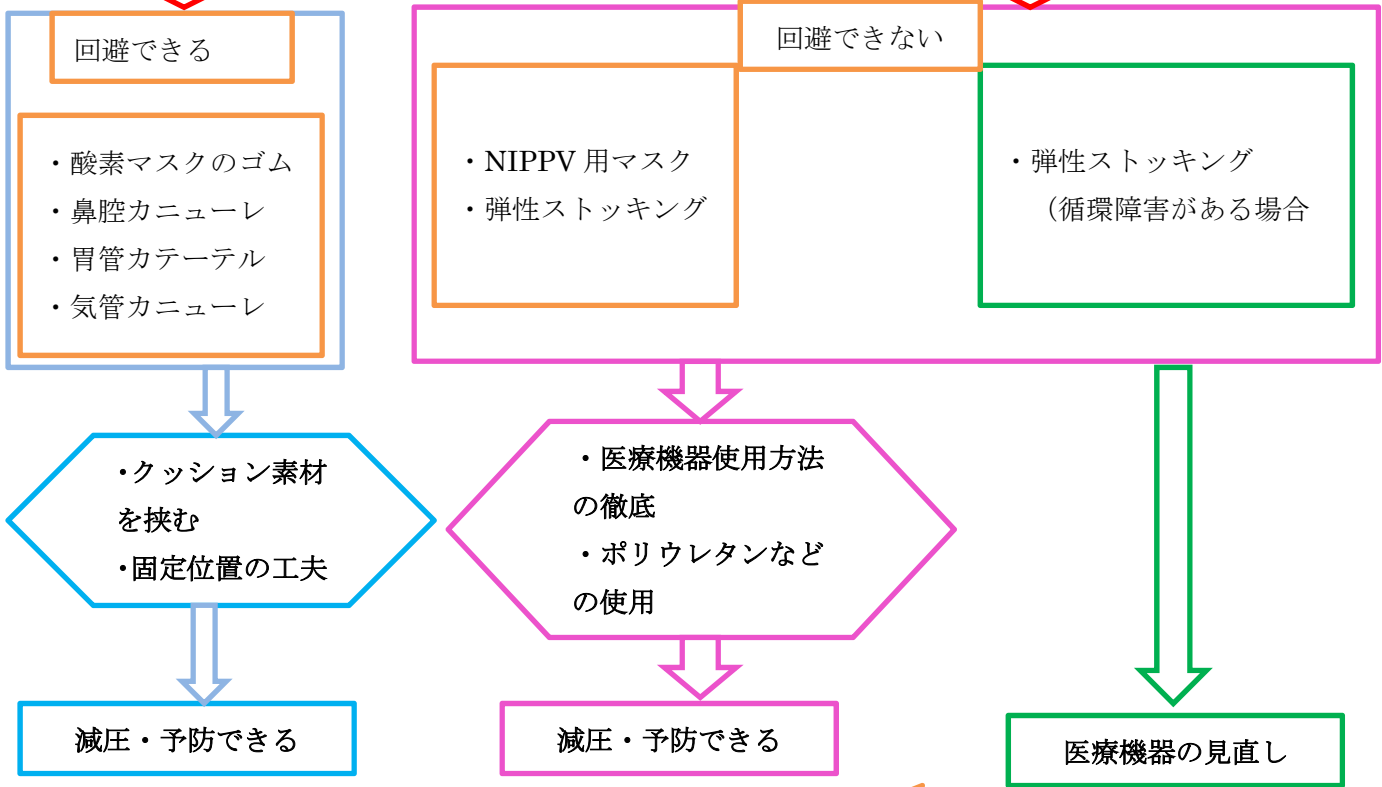 回避できる
・酸素マスクのゴム
・鼻腔カニューレ
・胃管カテーテル
・気管カニューレ
回避できない
・NIPPV 用マスク
・弾性ストッキング
・弾性ストッキング
（循環障害がある場合
・クッション素材
を挟む
・固定位置の工夫
・医療機器使用方法
の徹底
・ポリウレタンなど
の使用
減圧・予防できる
減圧・予防できる
医療機器の見直し